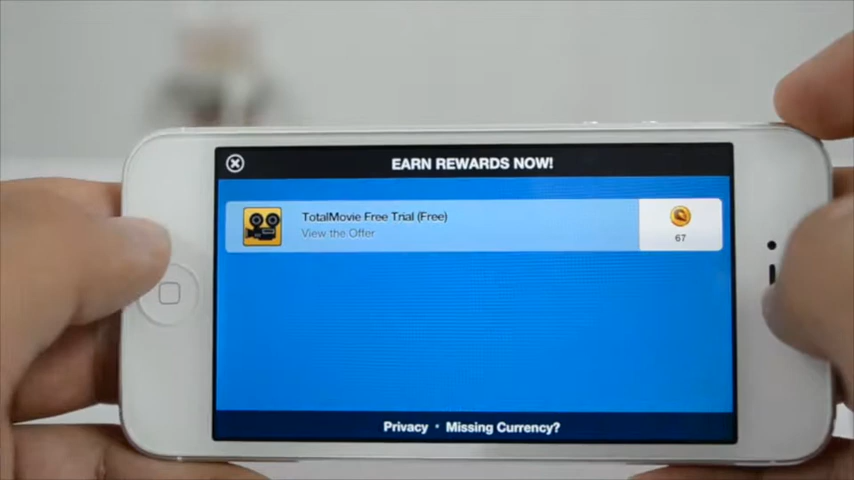 EARN REWARDS NOW!
TotalMovie Free Trial (Free)
View the Offer
67
Privacy • Missing Currency?